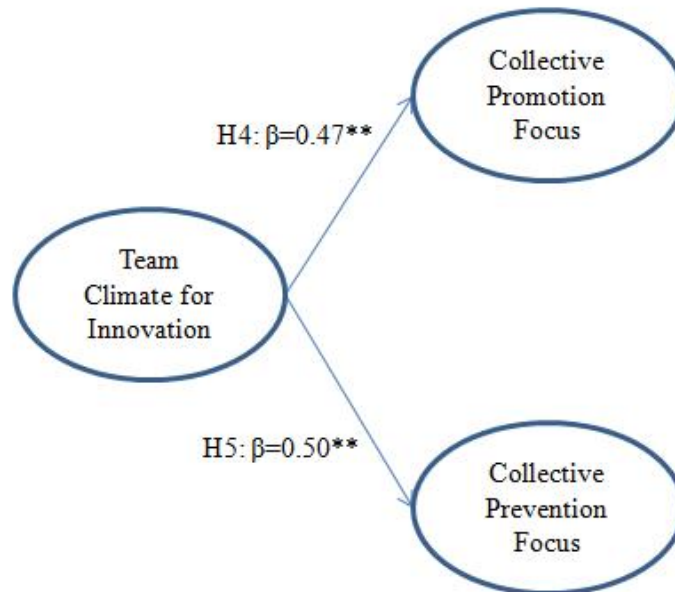 Collective
Promotion
Focus
H4: β=0.47**
Team
Climate for
Innovation
H5: β=0.50**
Collective
Prevention
Focus